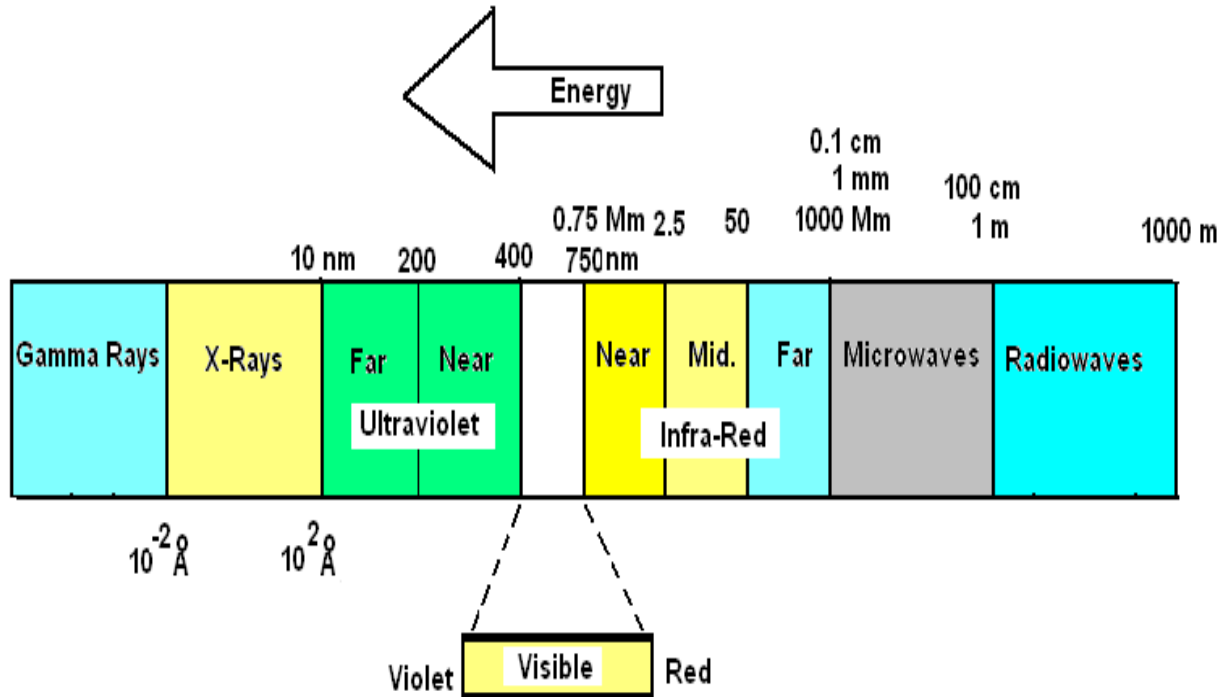 Energy
0.1 cm
1 mm
1000 Mm
100 cm
1 m
1000 m
0.75 Mm
750nm
2.5
50
10 nm
200
400
Gamma Rays
X-Rays
Far
Near
Ultraviolet
Near
Mid.
Far
Infra-Red
Microwaves
Radiowaves
10⁻² Å
10² Å
Violet
Visible
Red